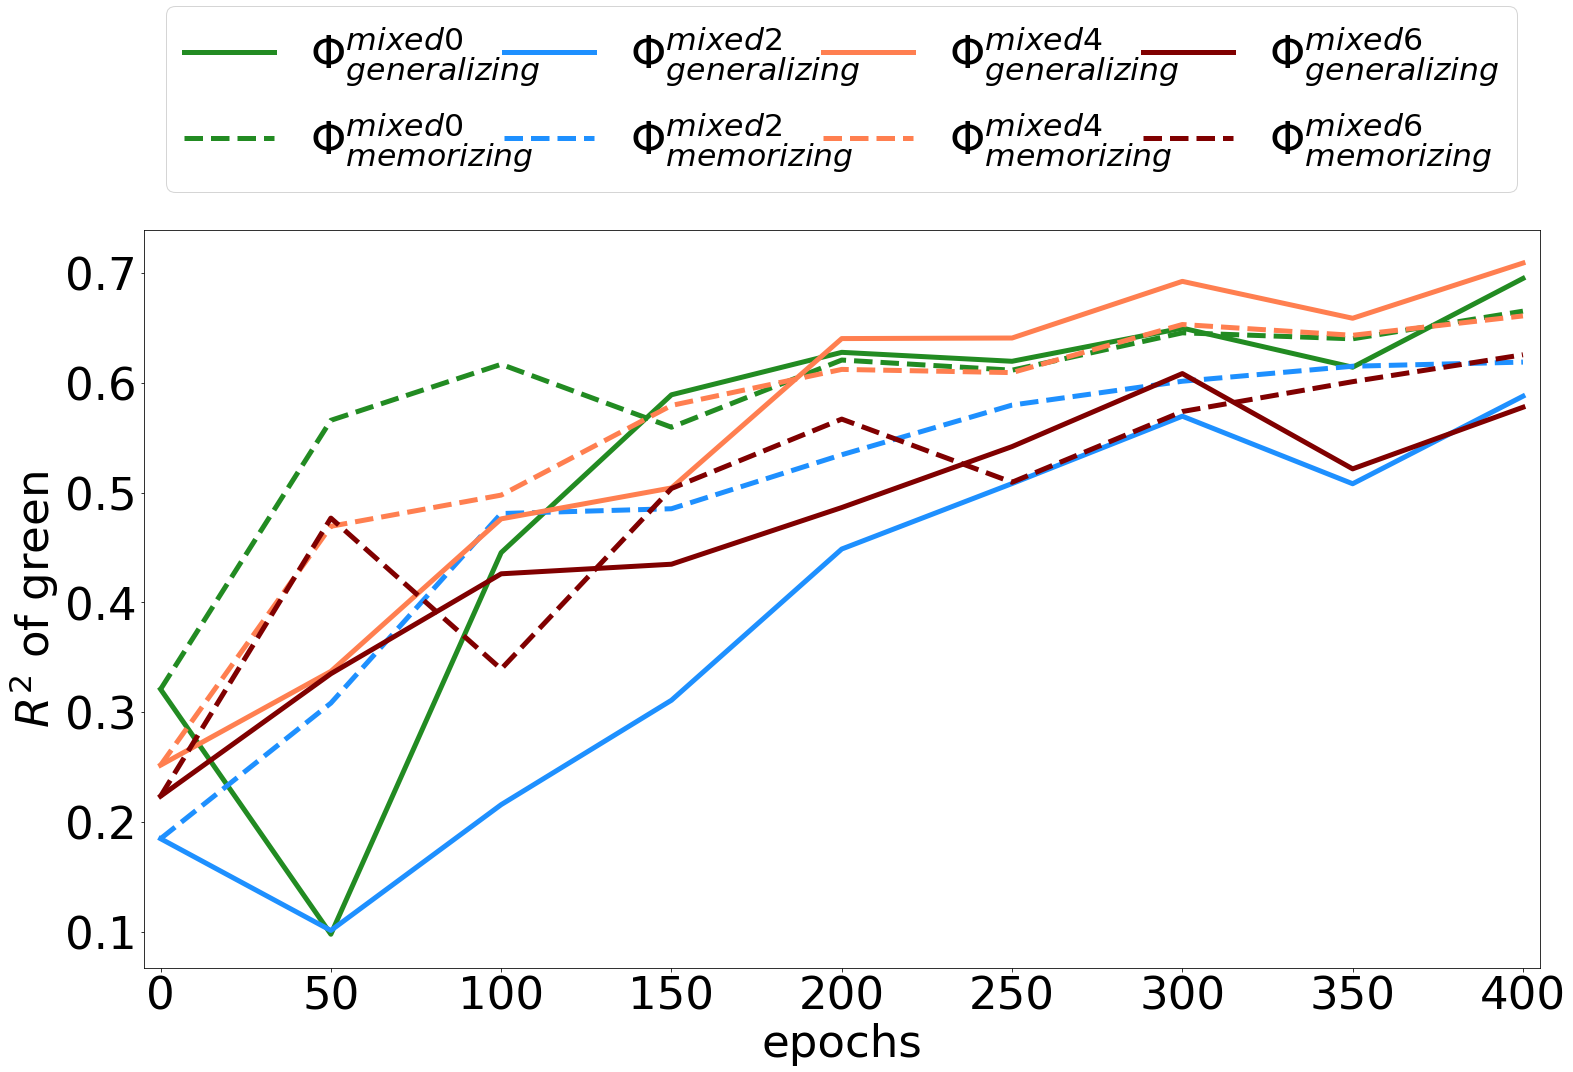 Φ^{mixed0}_{generalizing} Φ^{mixed2}_{generalizing} Φ^{mixed4}_{generalizing} Φ^{mixed6}_{generalizing}
Φ^{mixed0}_{memorizing} Φ^{mixed2}_{memorizing} Φ^{mixed4}_{memorizing} Φ^{mixed6}_{memorizing}
R² of green
0.7
0.6
0.5
0.4
0.3
0.2
0.1
0 50 100 150 200 250 300 350 400
epochs